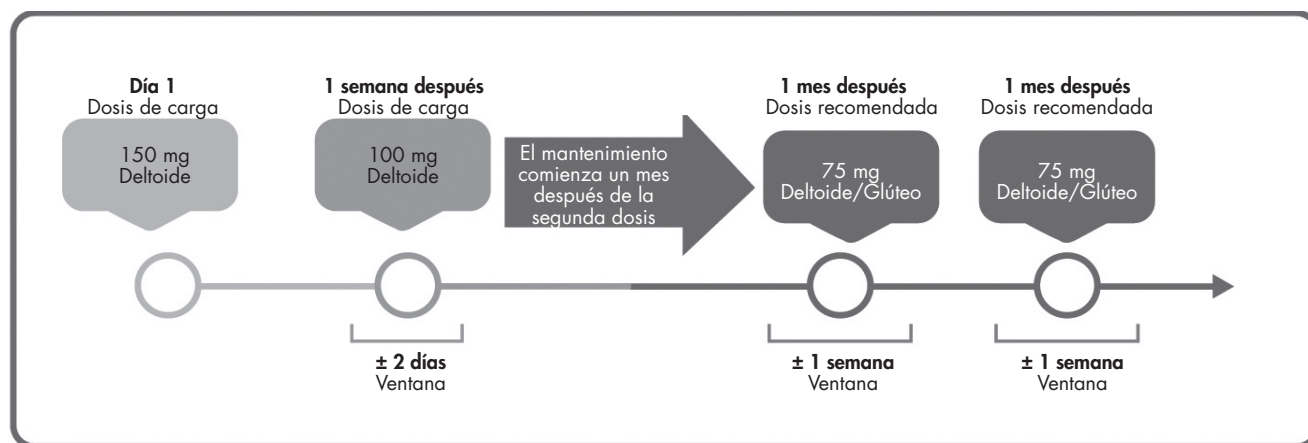 Día 1
Dosis de carga
150 mg
Deltoide
1 semana después
Dosis de carga
100 mg
Deltoide
± 2 días
Ventana
El mantenimiento
comienza un mes
después de la
segunda dosis
1 mes después
Dosis recomendada
75 mg
Deltoide/Glúteo
± 1 semana
Ventana
1 mes después
Dosis recomendada
75 mg
Deltoide/Glúteo
± 1 semana
Ventana